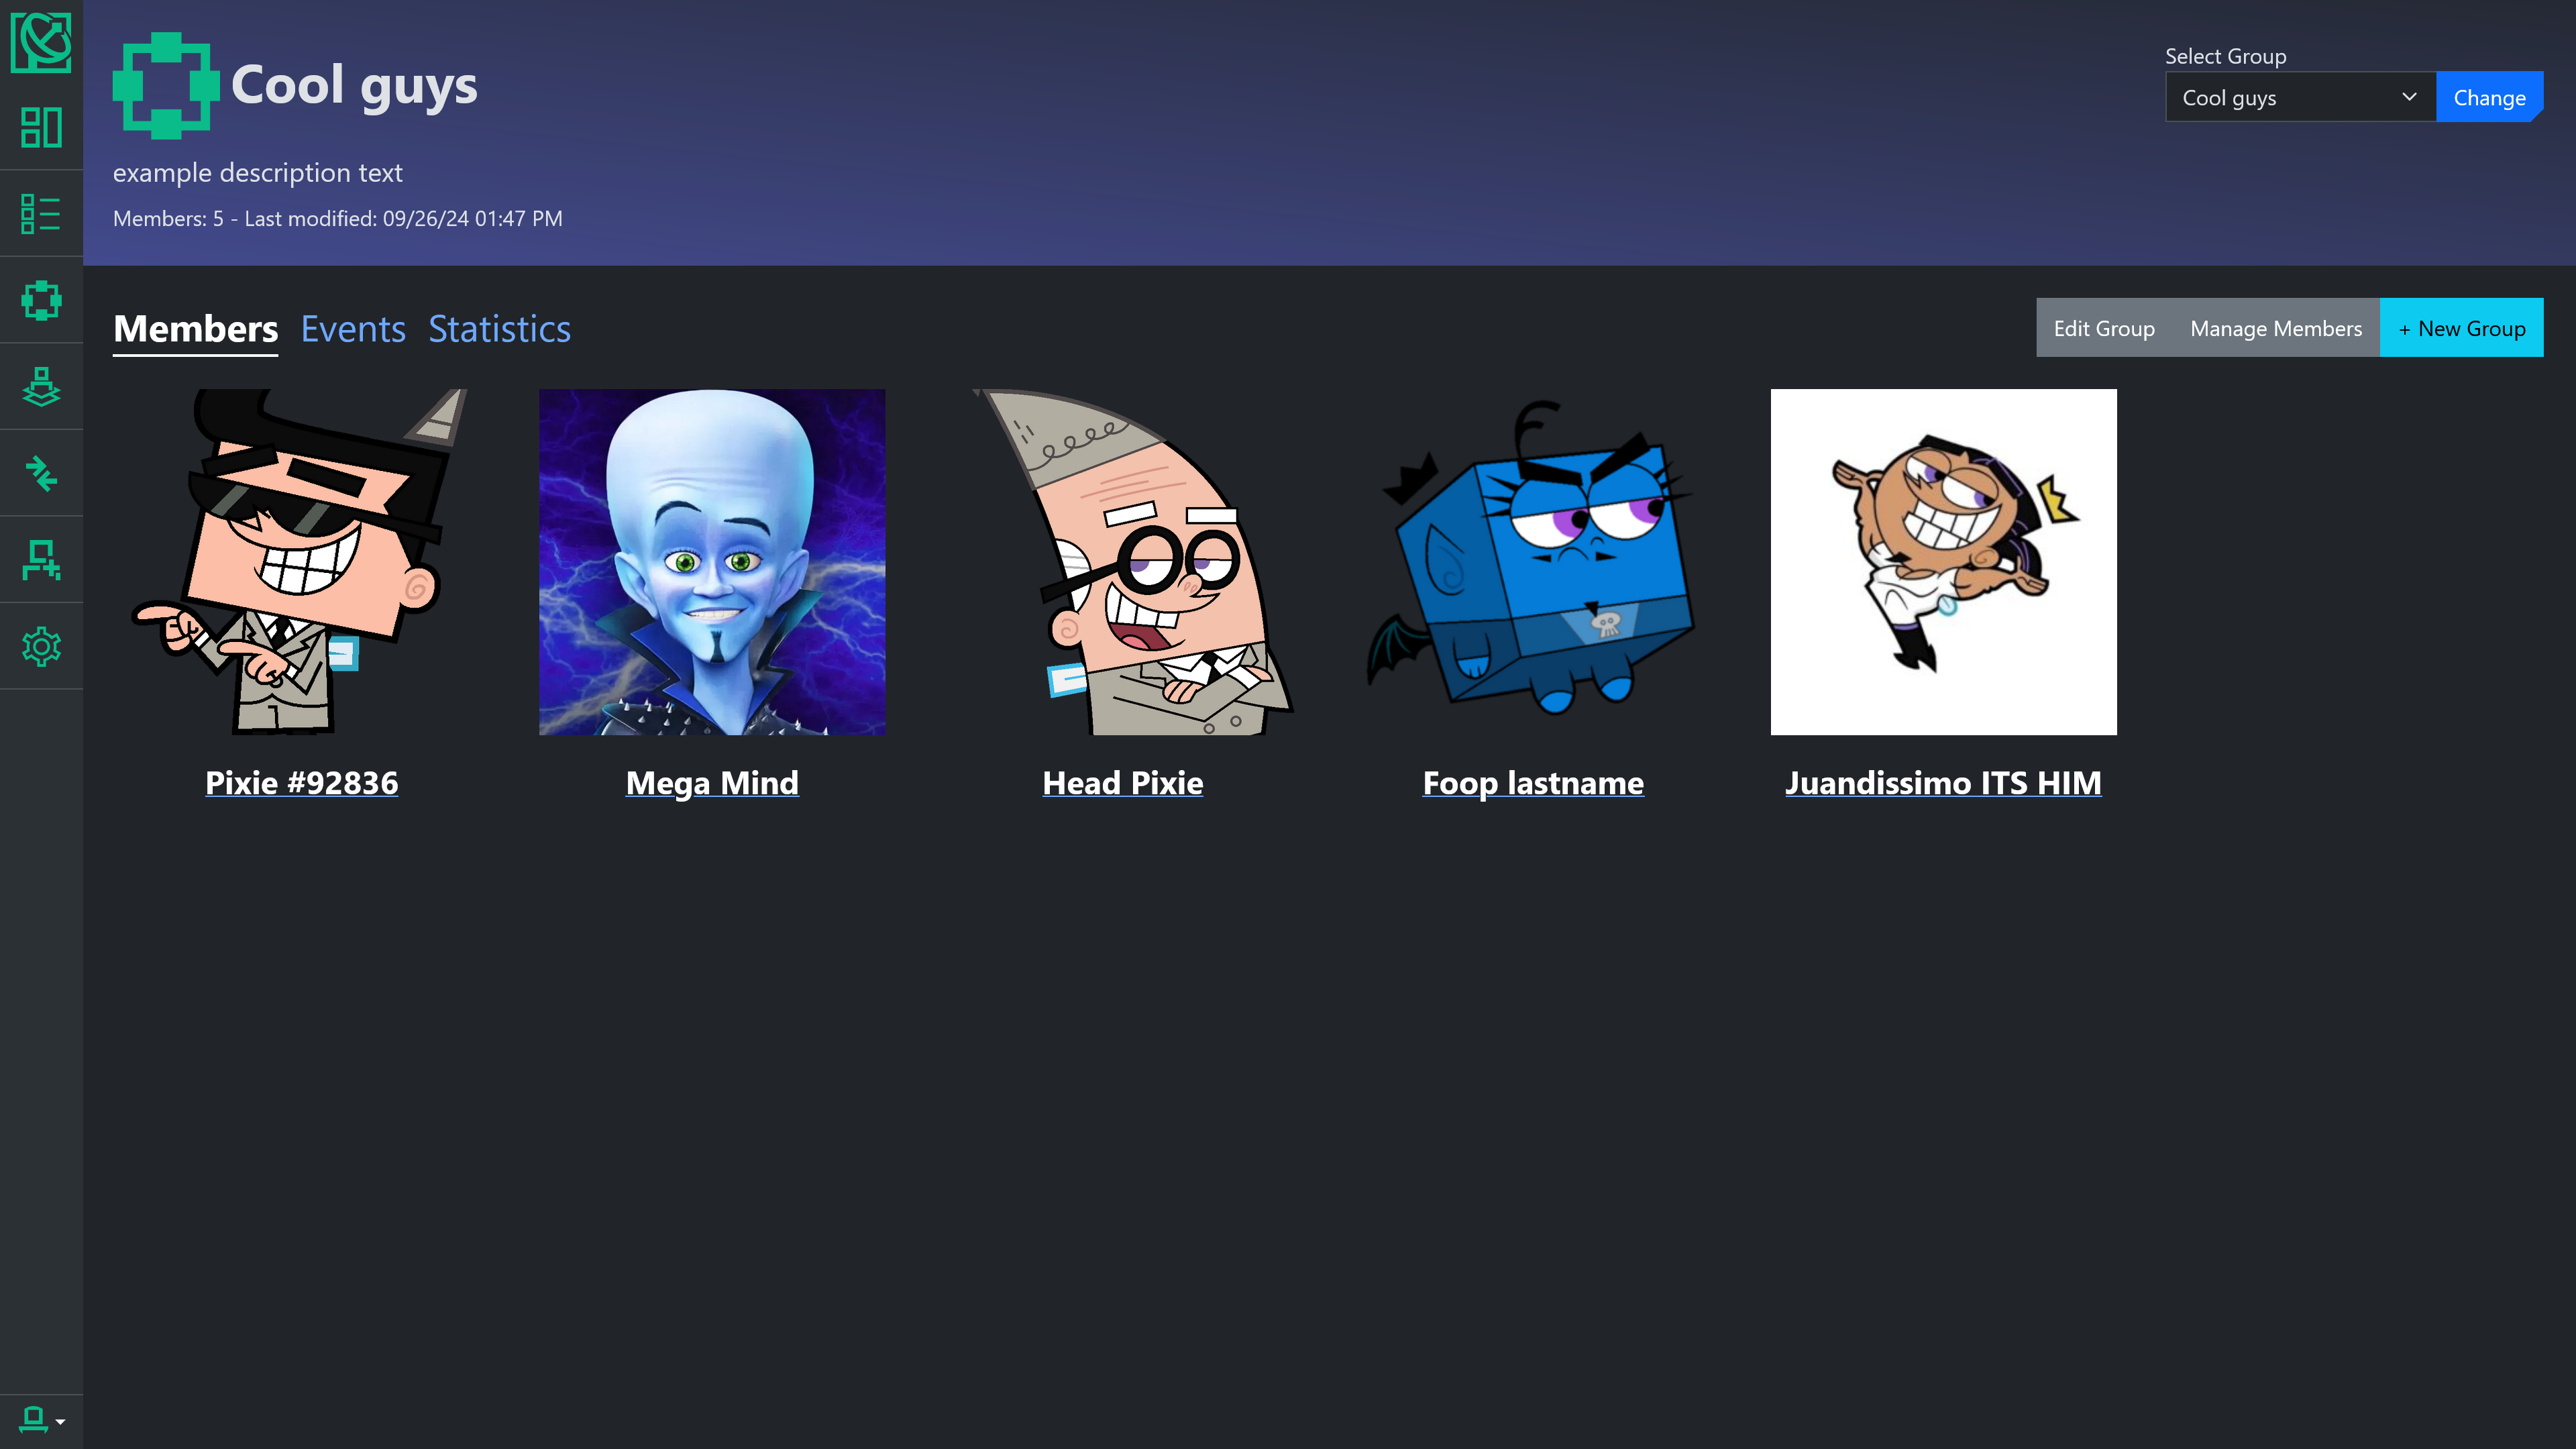 Cool guys
Select Group
Cool guys
Change
example description text
Members: 5 - Last modified: 09/26/24 01:47 PM
Members Events Statistics
Edit Group Manage Members + New Group
Pixie #92836
Mega Mind
Head Pixie
Foop lastname
Juandissimo ITS HIM